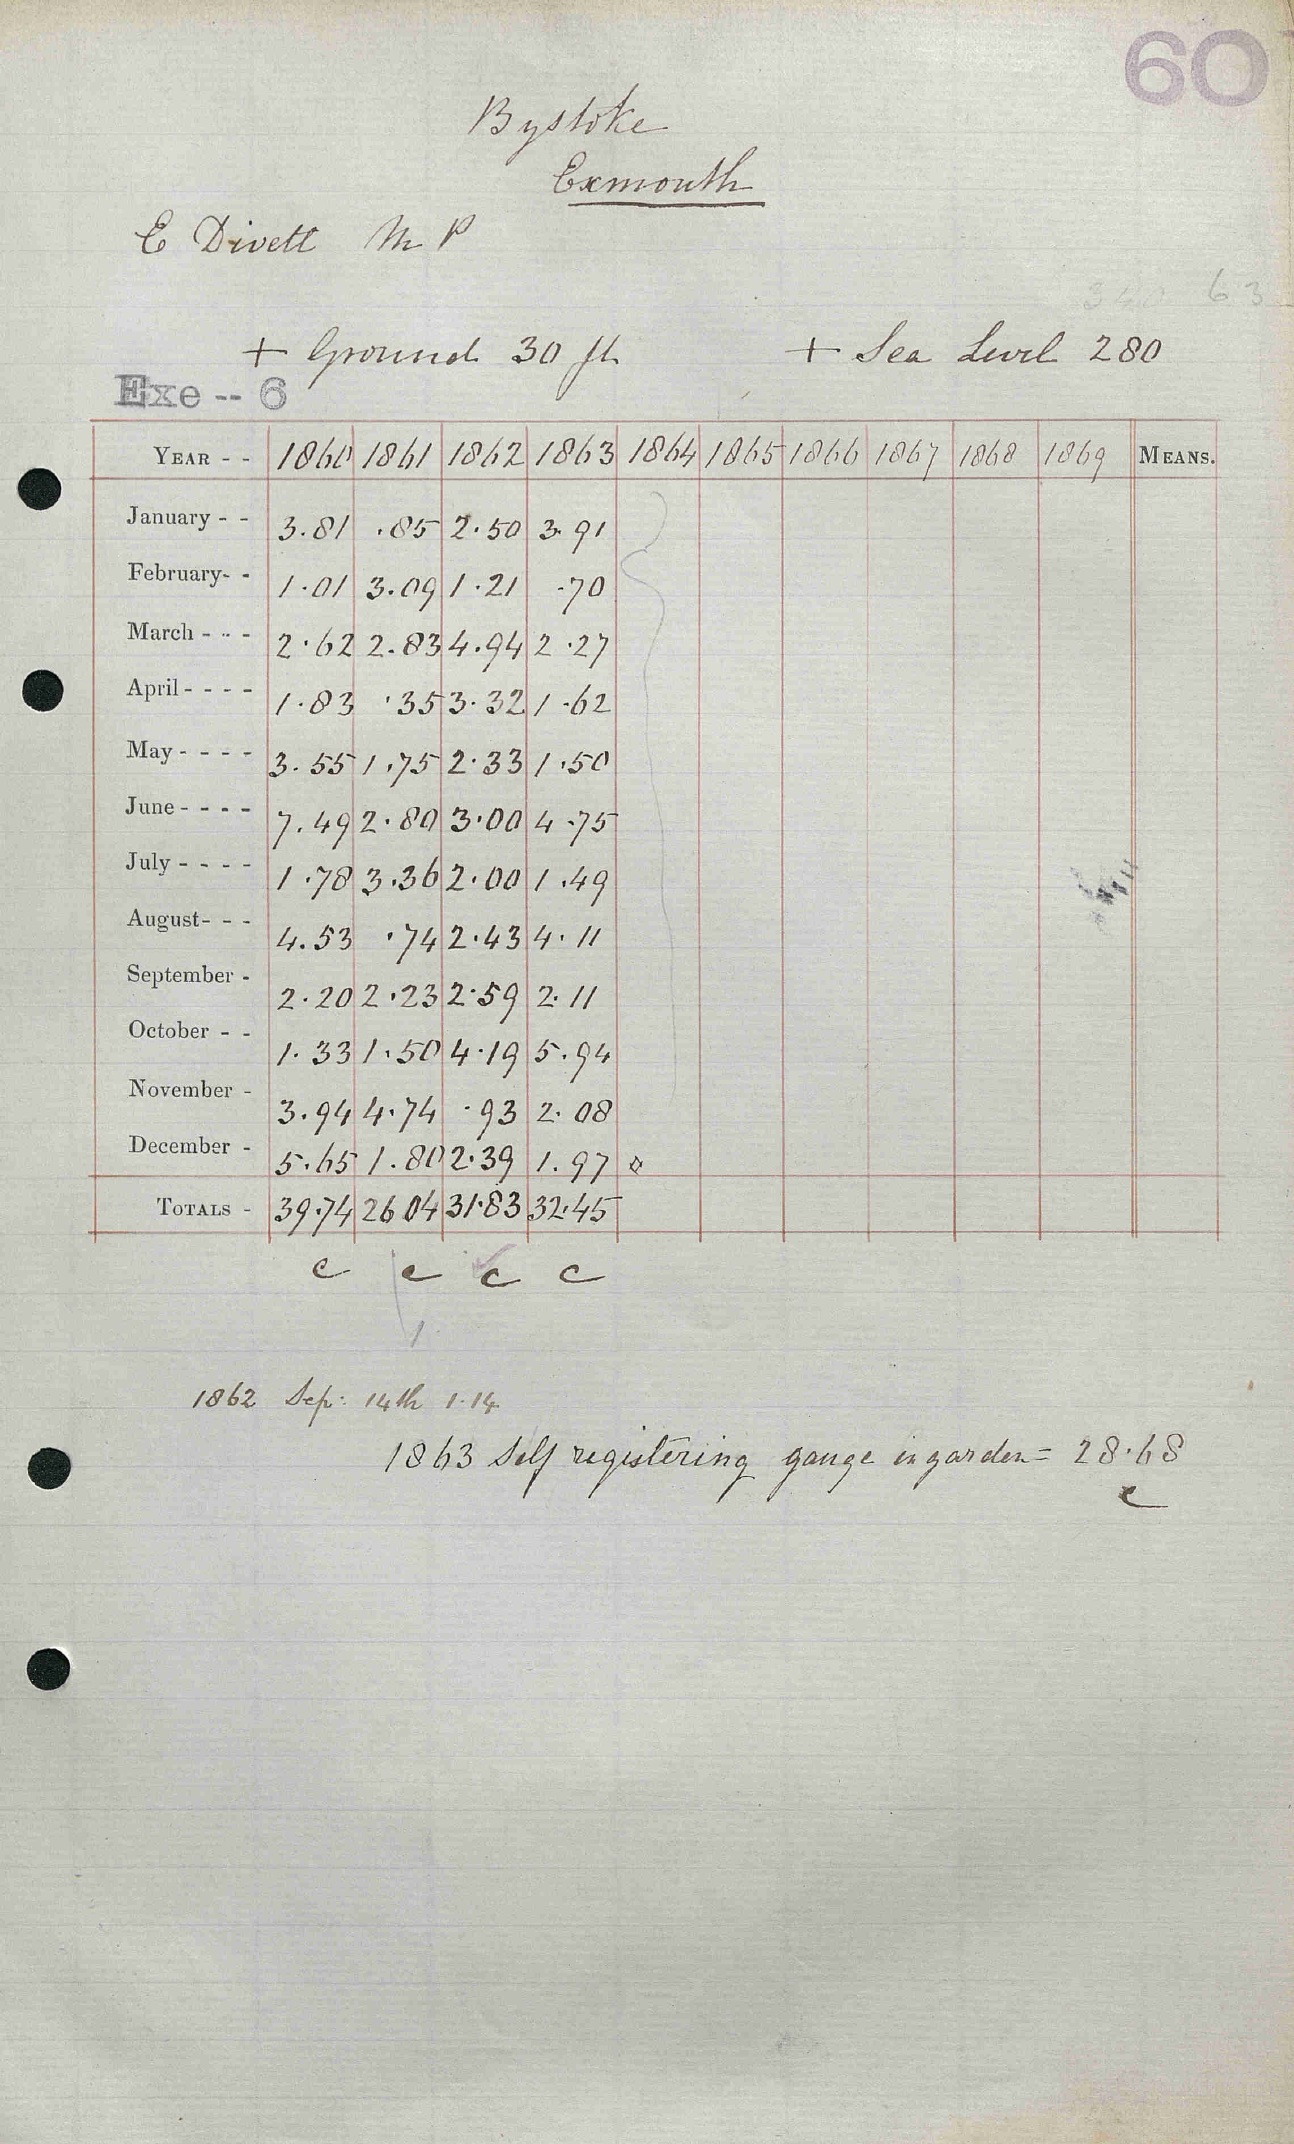 60
Bystoke
Exmouth
E Divett M P
63
+ Ground 30 ft + Sea Level 280
Exe -- 6
YEAR - - 1860 1861 1862 1863 1864 1865 1866 1867 1868 1869 MEANS.
January - - 3.81 .85 2.50 3.91
February- - 1.01 3.09 1.21 .70
March - - - 2.62 2.83 4.94 2.27
April - - - - 1.83 .35 3.32 1.62
May - - - - 3.55 1.75 2.33 1.50
June - - - - 7.49 2.80 3.00 4.75
July - - - - 1.78 3.36 2.00 1.49
August- - - 4.53 .74 2.43 4.11
September - 2.20 2.23 2.59 2.11
October - - 1.33 1.50 4.19 5.94
November - 3.94 4.74 .93 2.08
December - 5.65 1.80 2.39 1.97
TOTALS - 39.74 26 04 31.83 32.45
c c c c
1862 Sep: 14th 1.14
1863 Self registering gauge in garden = 28.68
c